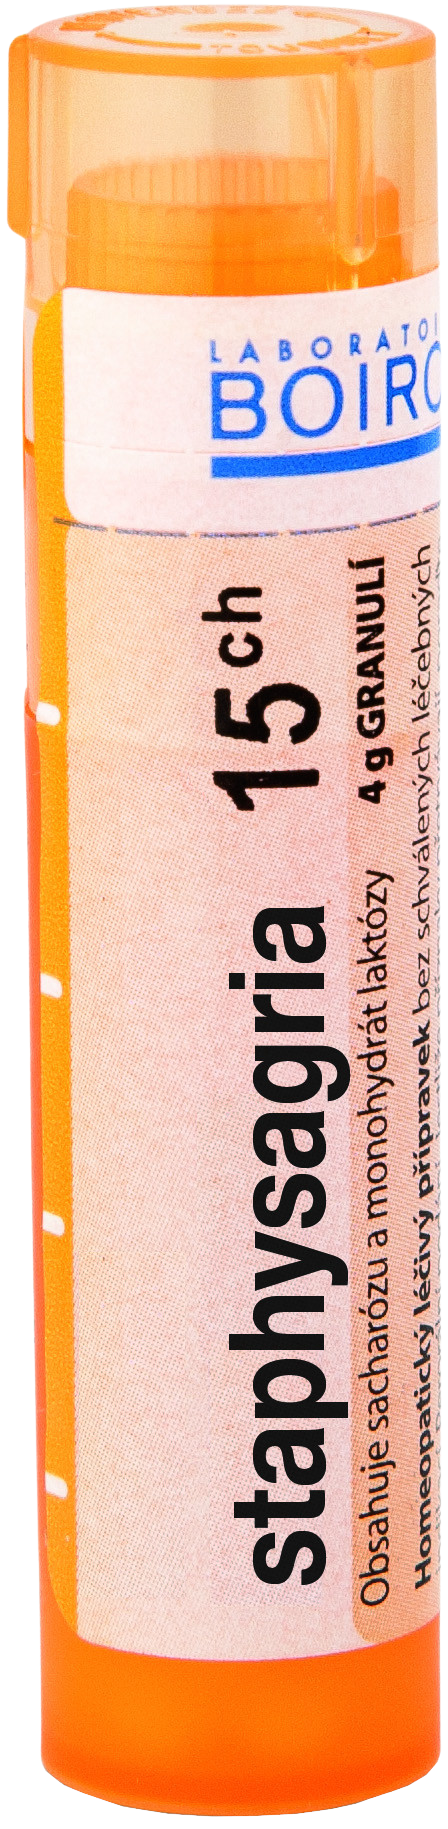 LABORATOI
BOIRO
staphysagria 15 ch
Obsahuje sacharózu a monohydrát laktózy 4 g GRANULÍ
Homeopatický léčivý přípravek bez schválených léčebných